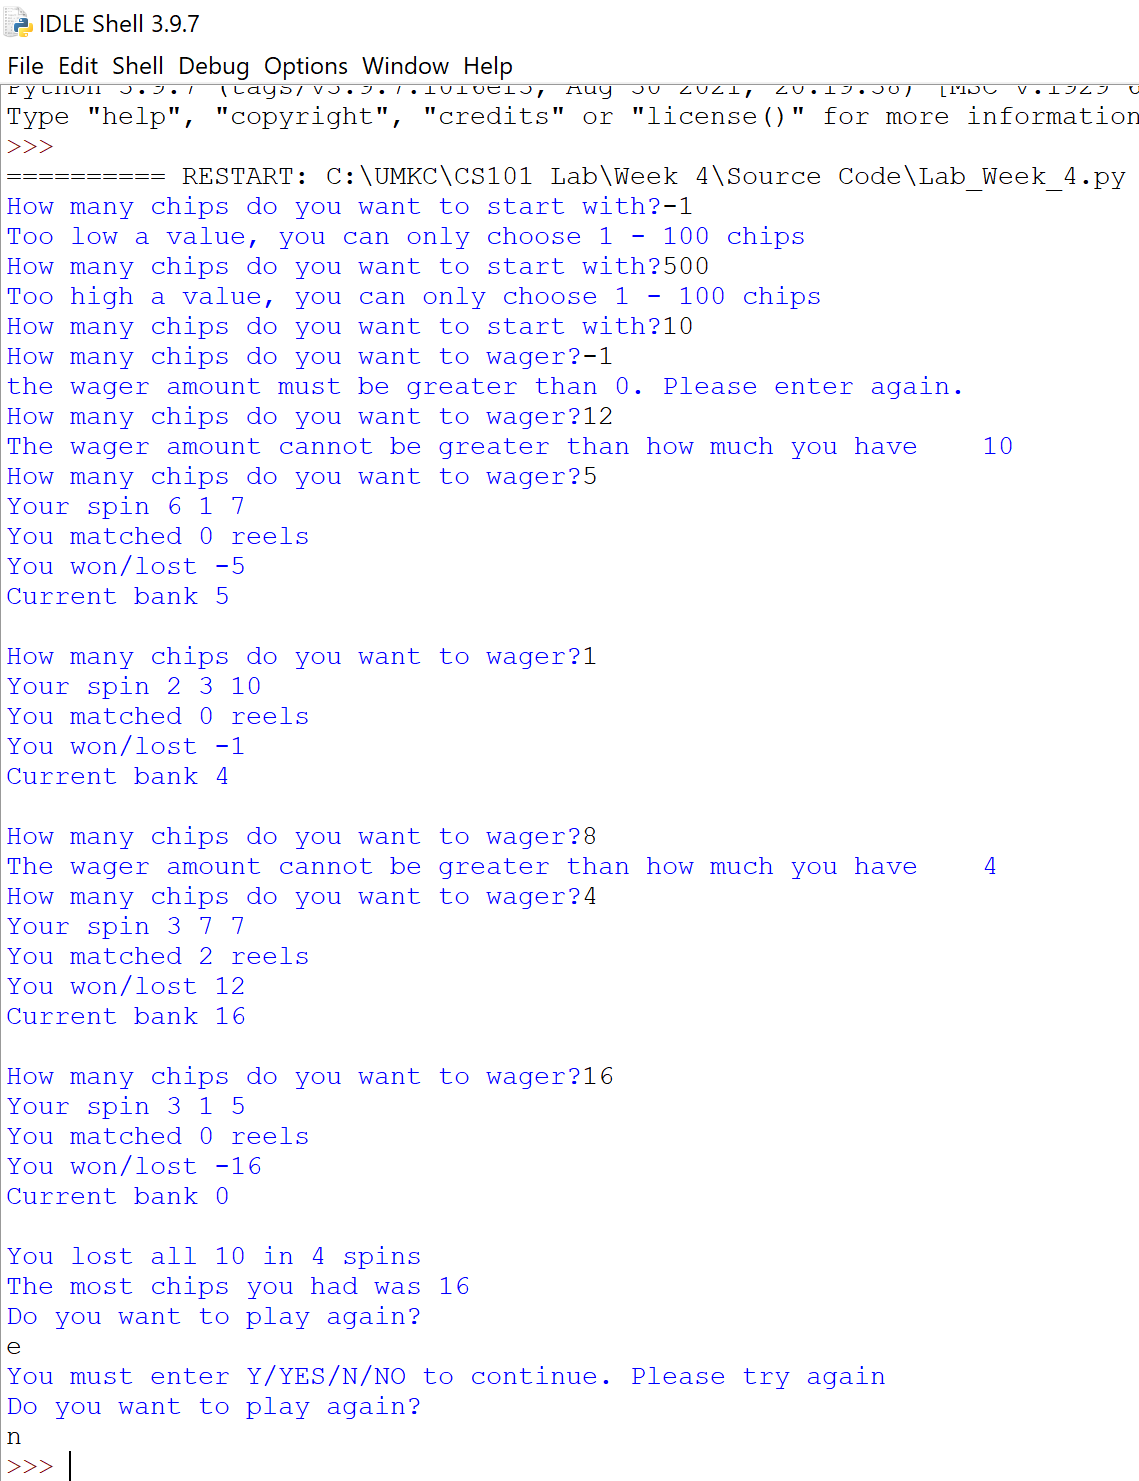 IDLE Shell 3.9.7
File Edit Shell Debug Options Window Help
Python 3.9.7 (tags/v3.9.7:1016ef3, Aug 30 2021, 20:19:38) [MSC v.1929 6
Type "help", "copyright", "credits" or "license()" for more information
>>>
========== RESTART: C:\UMKC\CS101 Lab\Week 4\Source Code\Lab_Week_4.py
How many chips do you want to start with?-1
Too low a value, you can only choose 1 - 100 chips
How many chips do you want to start with?500
Too high a value, you can only choose 1 - 100 chips
How many chips do you want to start with?10
How many chips do you want to wager?-1
the wager amount must be greater than 0. Please enter again.
How many chips do you want to wager?12
The wager amount cannot be greater than how much you have    10
How many chips do you want to wager?5
Your spin 6 1 7
You matched 0 reels
You won/lost -5
Current bank 5
How many chips do you want to wager?1
Your spin 2 3 10
You matched 0 reels
You won/lost -1
Current bank 4
How many chips do you want to wager?8
The wager amount cannot be greater than how much you have    4
How many chips do you want to wager?4
Your spin 3 7 7
You matched 2 reels
You won/lost 12
Current bank 16
How many chips do you want to wager?16
Your spin 3 1 5
You matched 0 reels
You won/lost -16
Current bank 0
You lost all 10 in 4 spins
The most chips you had was 16
Do you want to play again?
e
You must enter Y/YES/N/NO to continue. Please try again
Do you want to play again?
n
>>>